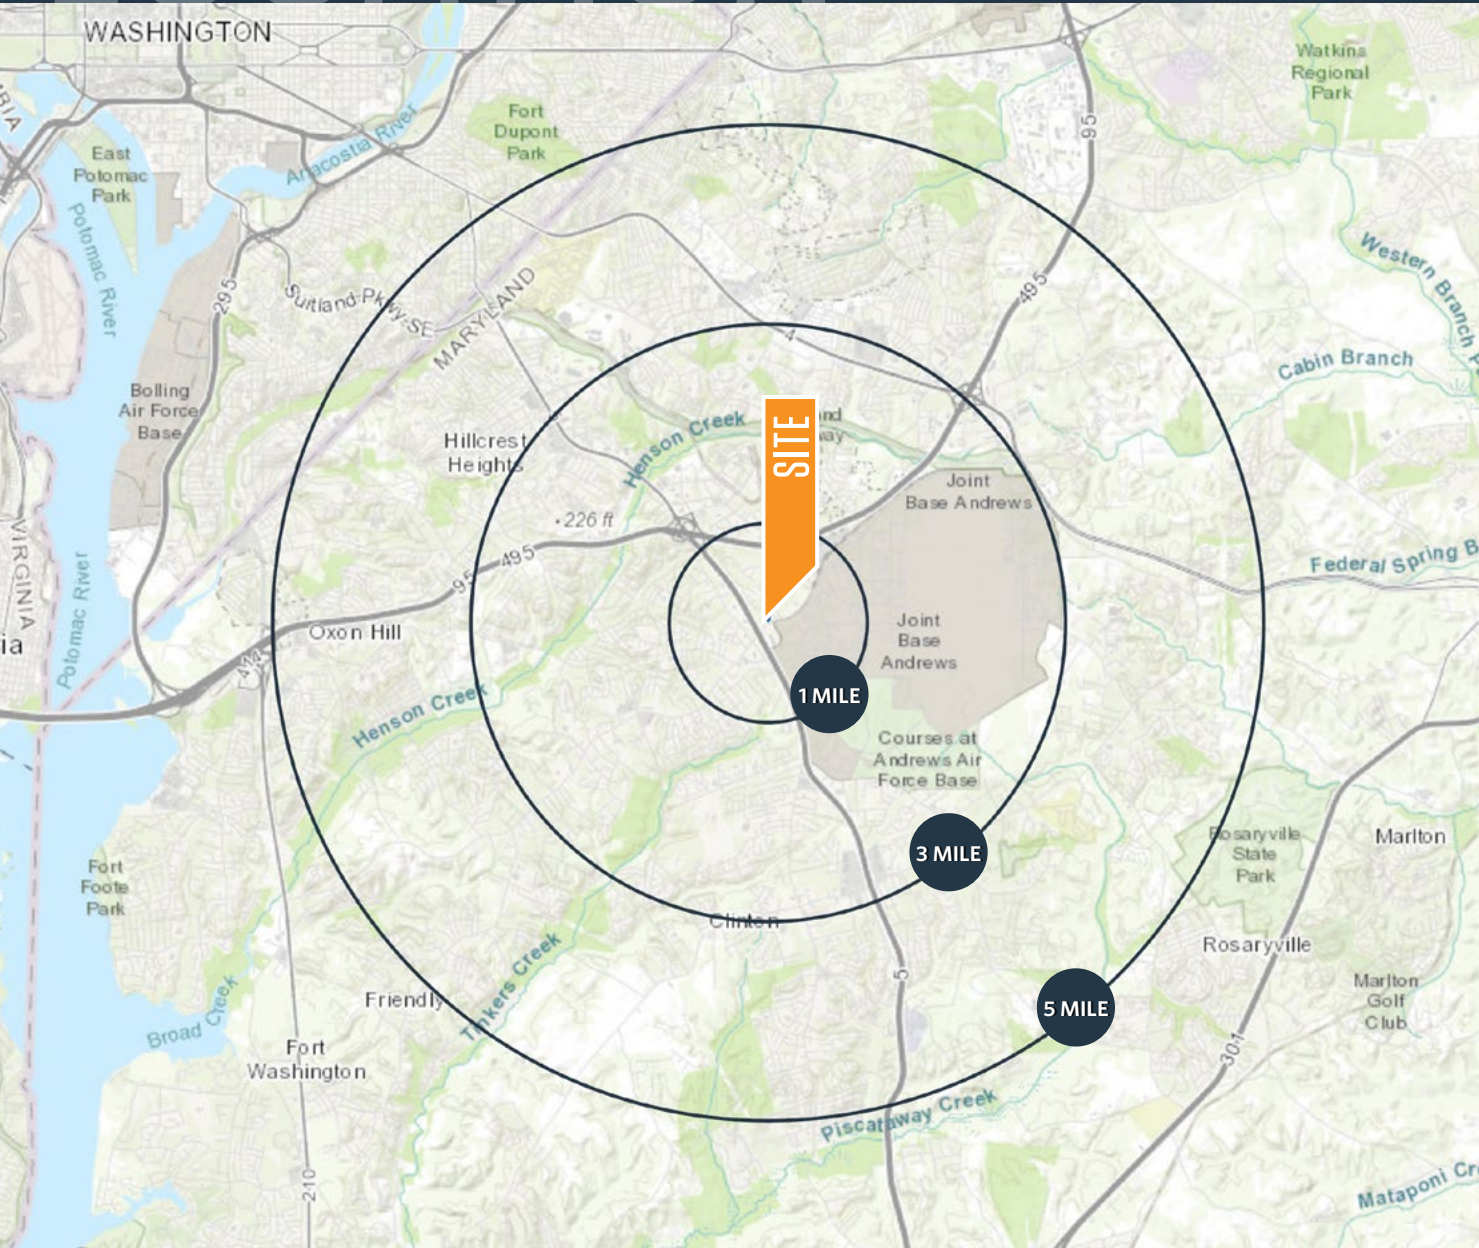 WASHINGTON
Watkins
Regional
Park
Fort
Dupont
Park
95
East
Potomac
Park
Anacostia River
Potomac River
295
Suitland Pkwy SE
MARYLAND
495
Western Branch
4
Cabin Branch
Bolling
Air Force
Base
Hillcrest
Heights
Henson Creek
SITE
Joint
Base Andrews
226 ft
495
95
VIRGINIA
Federal Spring B
Potomac River
Oxon Hill
ia
414
Joint
Base
Andrews
Henson Creek
1 MILE
Courses at
Andrews Air
Force Base
3 MILE
Rosaryville
State
Park
Marlton
Fort
Foote
Park
Clinton
Rosaryville
Tinkers Creek
5
Friendly
Broad Creek
Marlton
Golf
Club
5 MILE
Fort
Washington
301
Piscataway Creek
210
Mataponi Cr